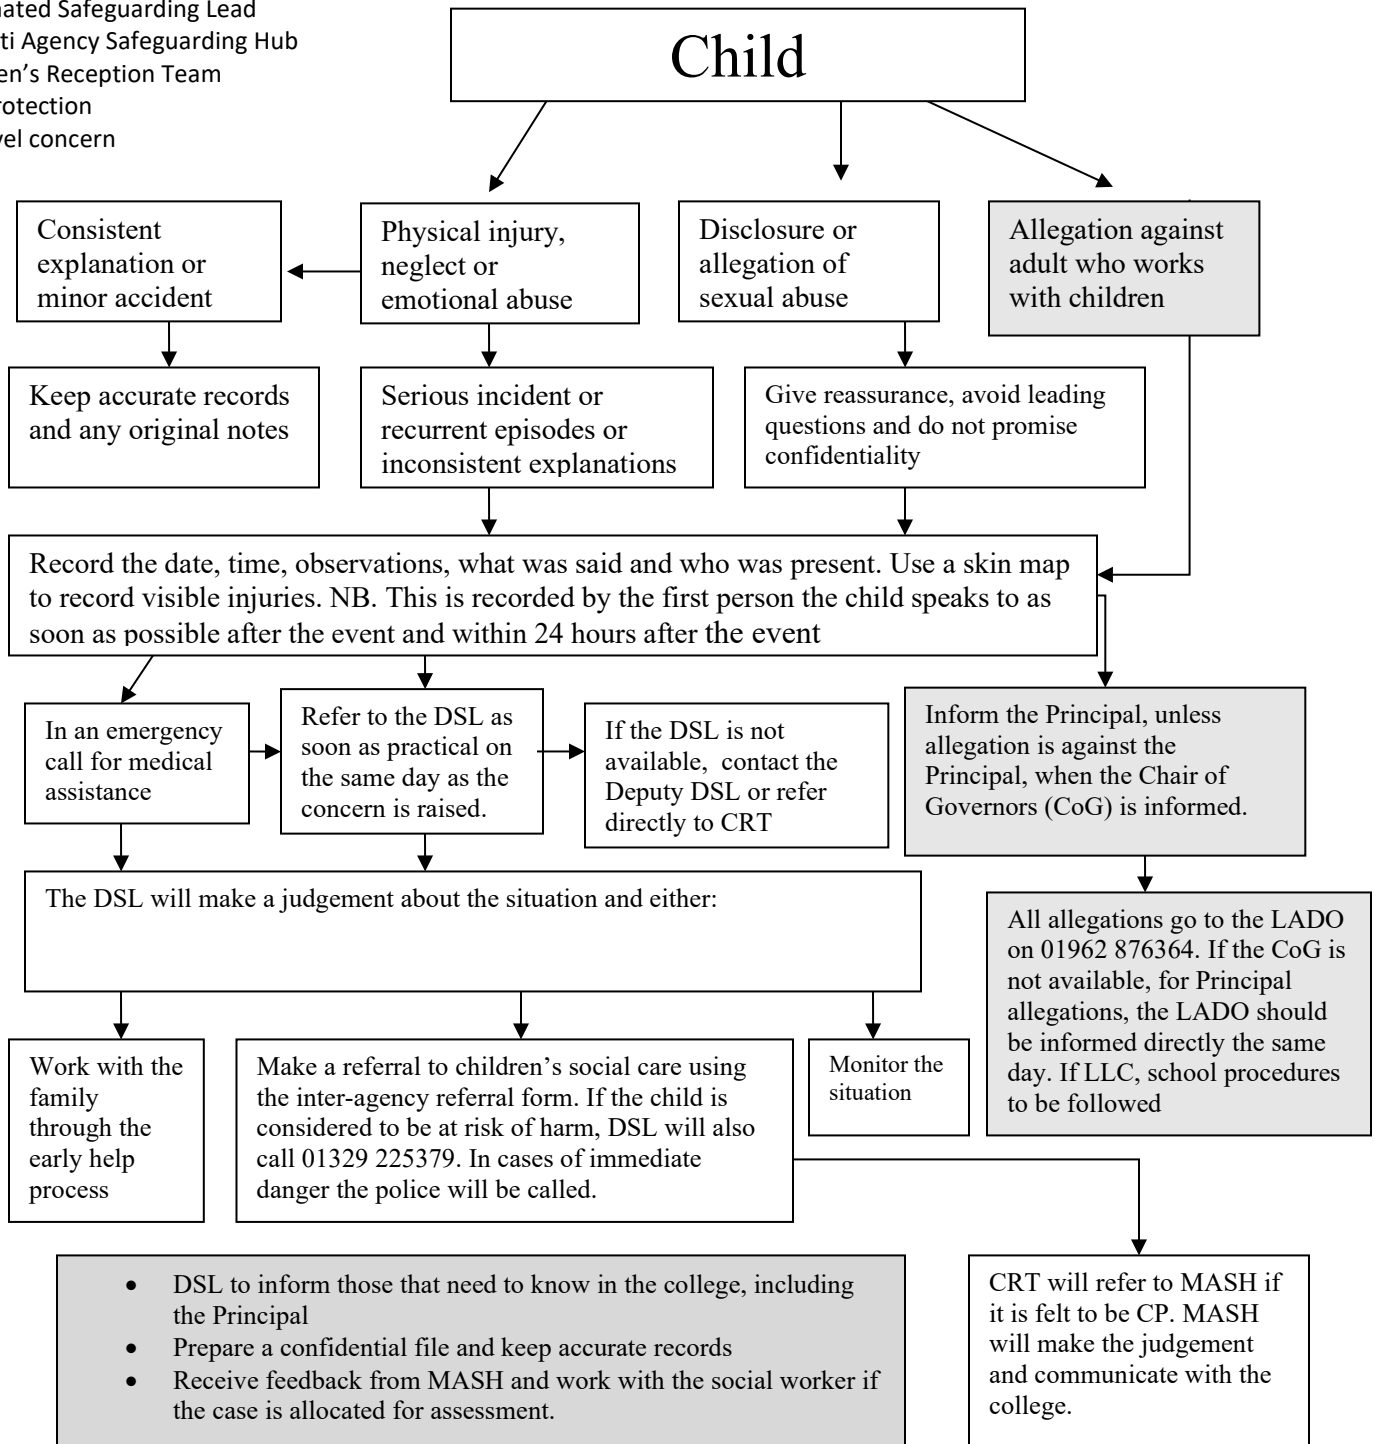 Safeguarding Lead
Agency Safeguarding Hub
Reception Team
concern
Child
Consistent
explanation or
minor accident
Physical injury,
neglect or
emotional abuse
Disclosure or
allegation of
sexual abuse
Allegation against
adult who works
with children
Keep accurate records
and any original notes
Serious incident or
recurrent episodes or
inconsistent explanations
Give reassurance, avoid leading
questions and do not promise
confidentiality
Record the date, time, observations, what was said and who was present. Use a skin map
to record visible injuries. NB. This is recorded by the first person the child speaks to as
soon as possible after the event and within 24 hours after the event
In an emergency
call for medical
assistance
Refer to the DSL as
soon as practical on
the same day as the
concern is raised.
If the DSL is not
available, contact the
Deputy DSL or refer
directly to CRT
Inform the Principal, unless
allegation is against the
Principal, when the Chair of
Governors (CoG) is informed.
The DSL will make a judgement about the situation and either:
All allegations go to the LADO
on 01962 876364. If the CoG is
not available, for Principal
allegations, the LADO should
be informed directly the same
day. If LLC, school procedures
to be followed
Work with the
family
through the
early help
process
Make a referral to children’s social care using
the inter-agency referral form. If the child is
considered to be at risk of harm, DSL will also
call 01329 225379. In cases of immediate
danger the police will be called.
Monitor the
situation
• DSL to inform those that need to know in the college, including
the Principal
• Prepare a confidential file and keep accurate records
• Receive feedback from MASH and work with the social worker if
the case is allocated for assessment.
CRT will refer to MASH if
it is felt to be CP. MASH
will make the judgement
and communicate with the
college.